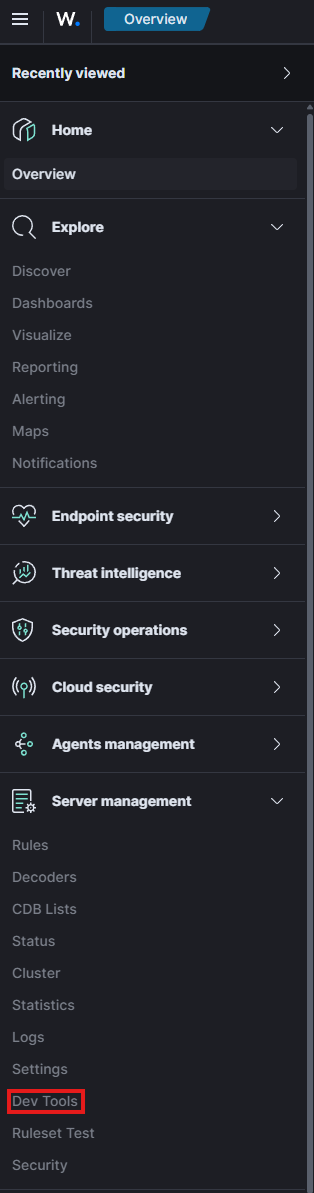 W.
Overview
Recently viewed
Home
Overview
Explore
Discover
Dashboards
Visualize
Reporting
Alerting
Maps
Notifications
Endpoint security
Threat intelligence
Security operations
Cloud security
Agents management
Server management
Rules
Decoders
CDB Lists
Status
Cluster
Statistics
Logs
Settings
Dev Tools
Ruleset Test
Security